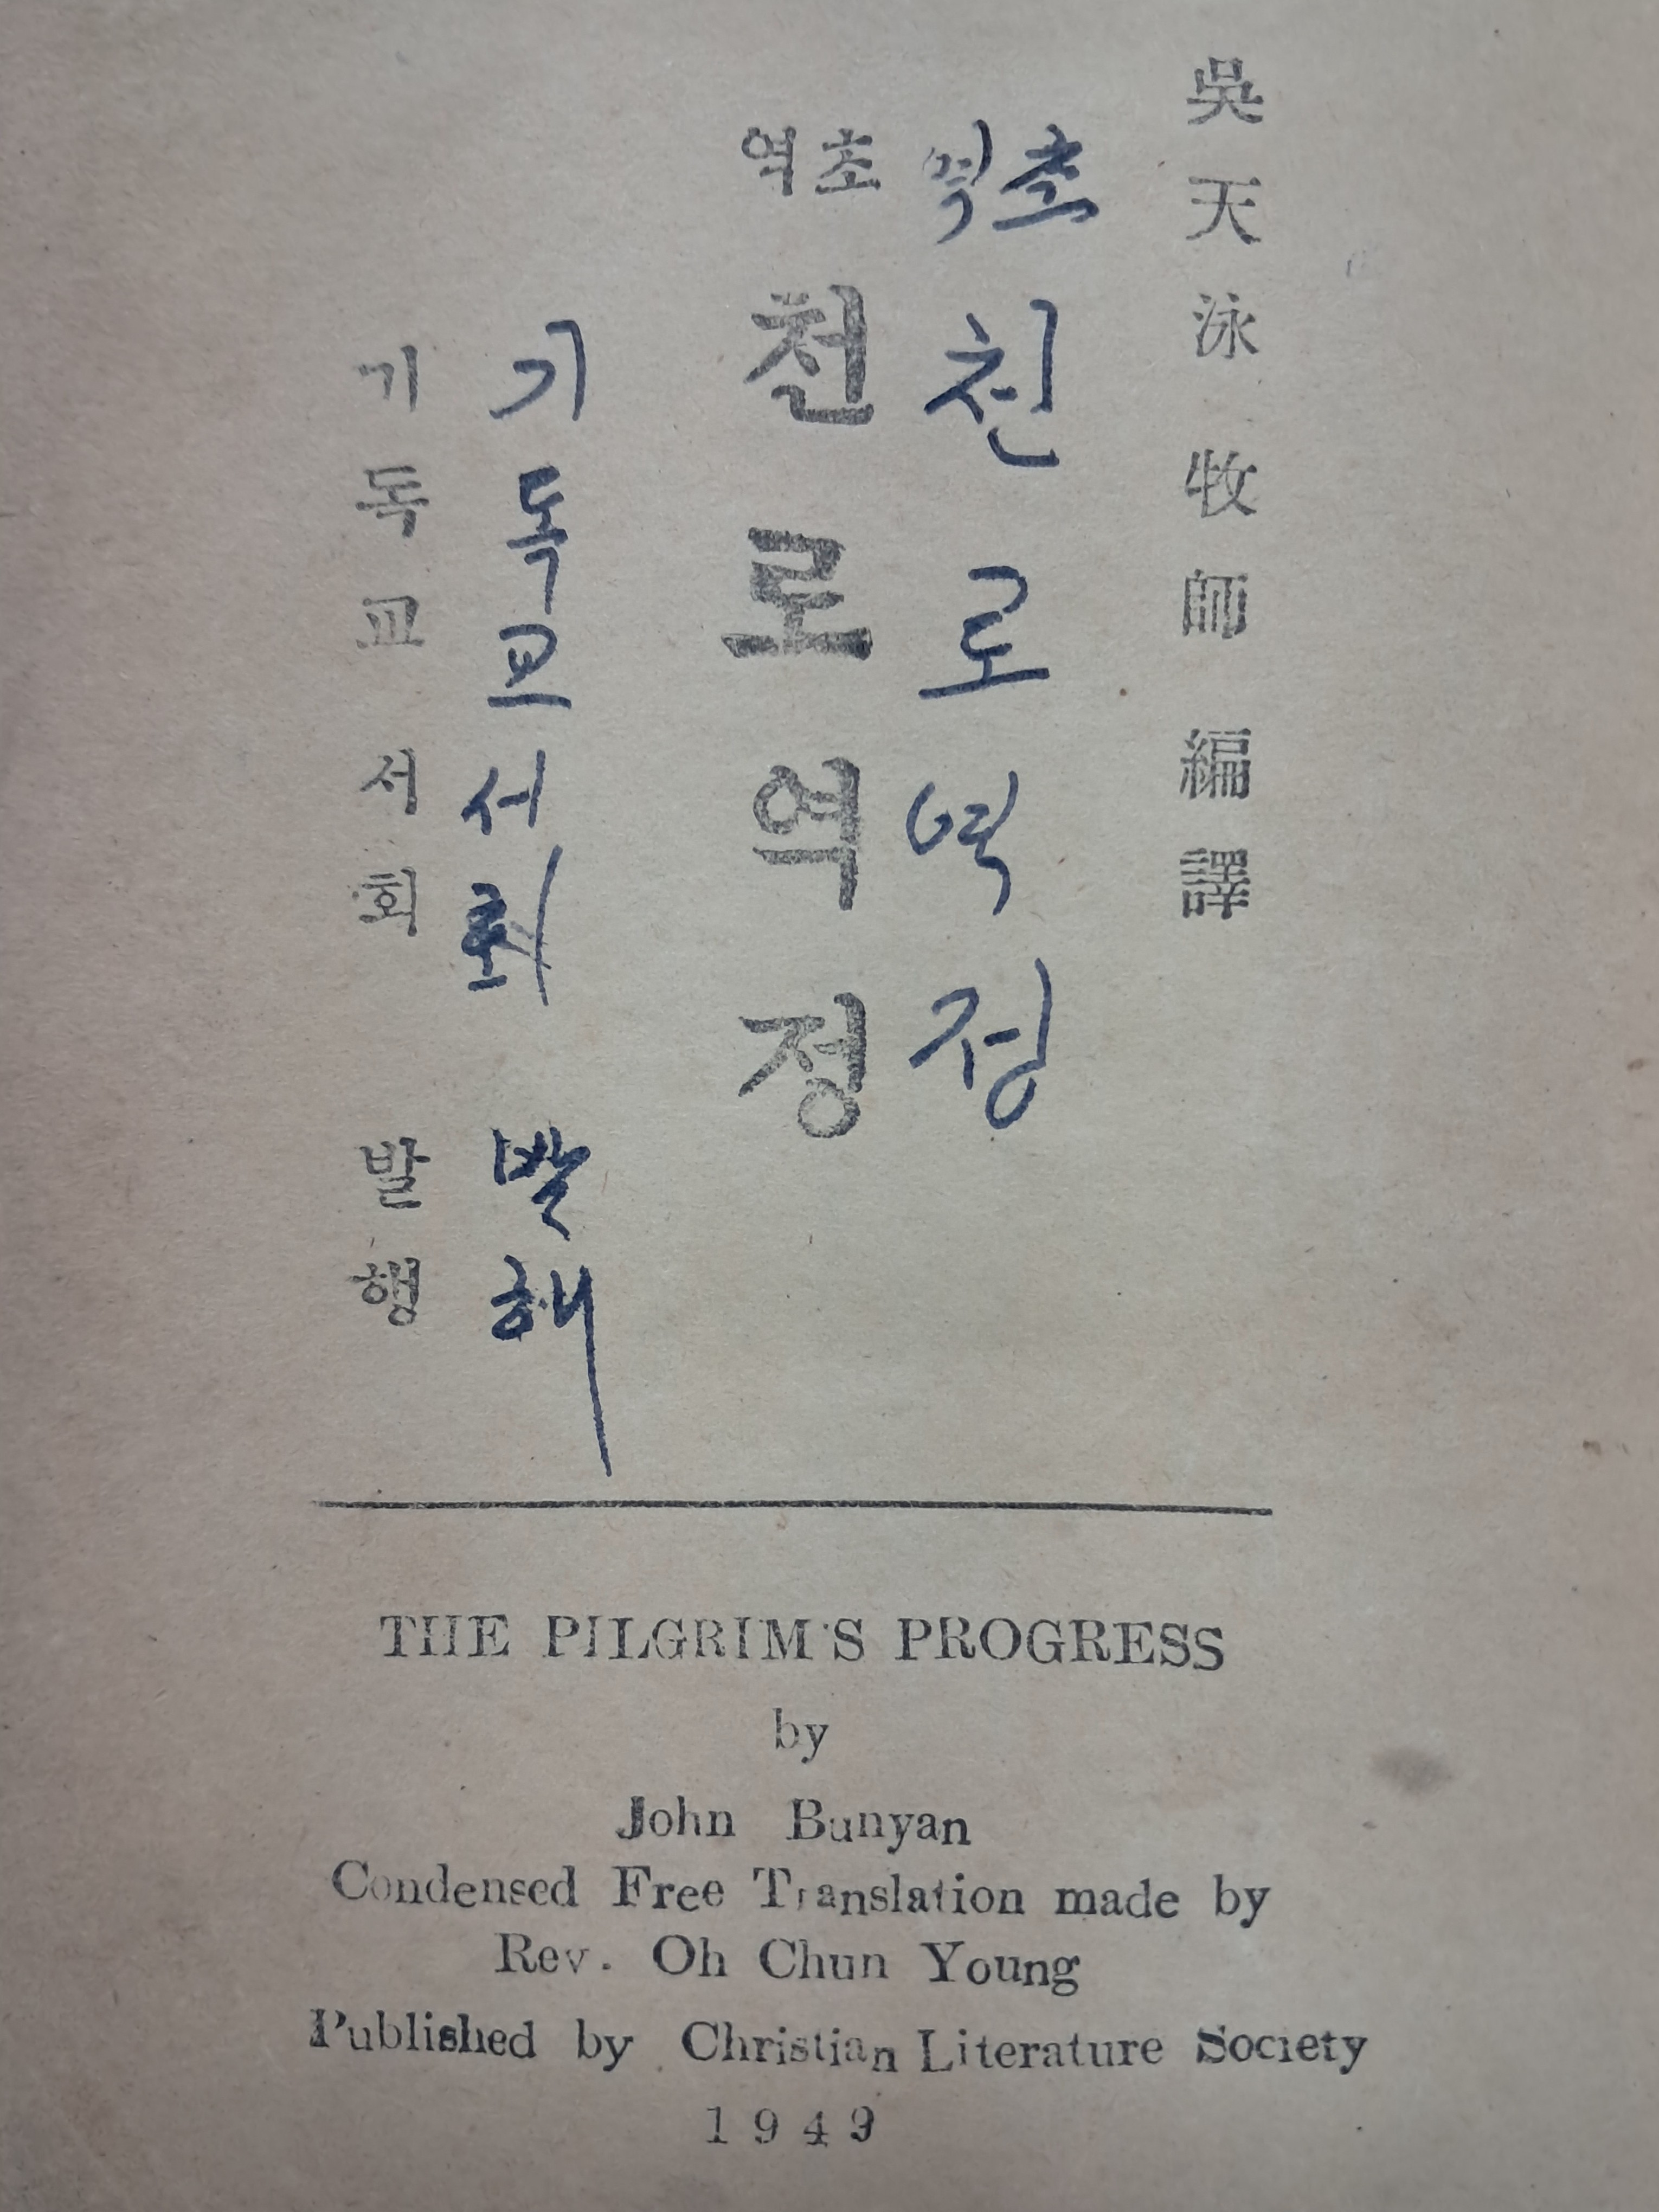 吳天泳 牧師 編譯
초역
초역
천로역정
천로역정
기독교서회 발행
기독교서회 발해
THE PILGRIM'S PROGRESS
by
John Bunyan
Condensed Free Translation made by
Rev. Oh Chun Young
Published by Christian Literature Society
1949